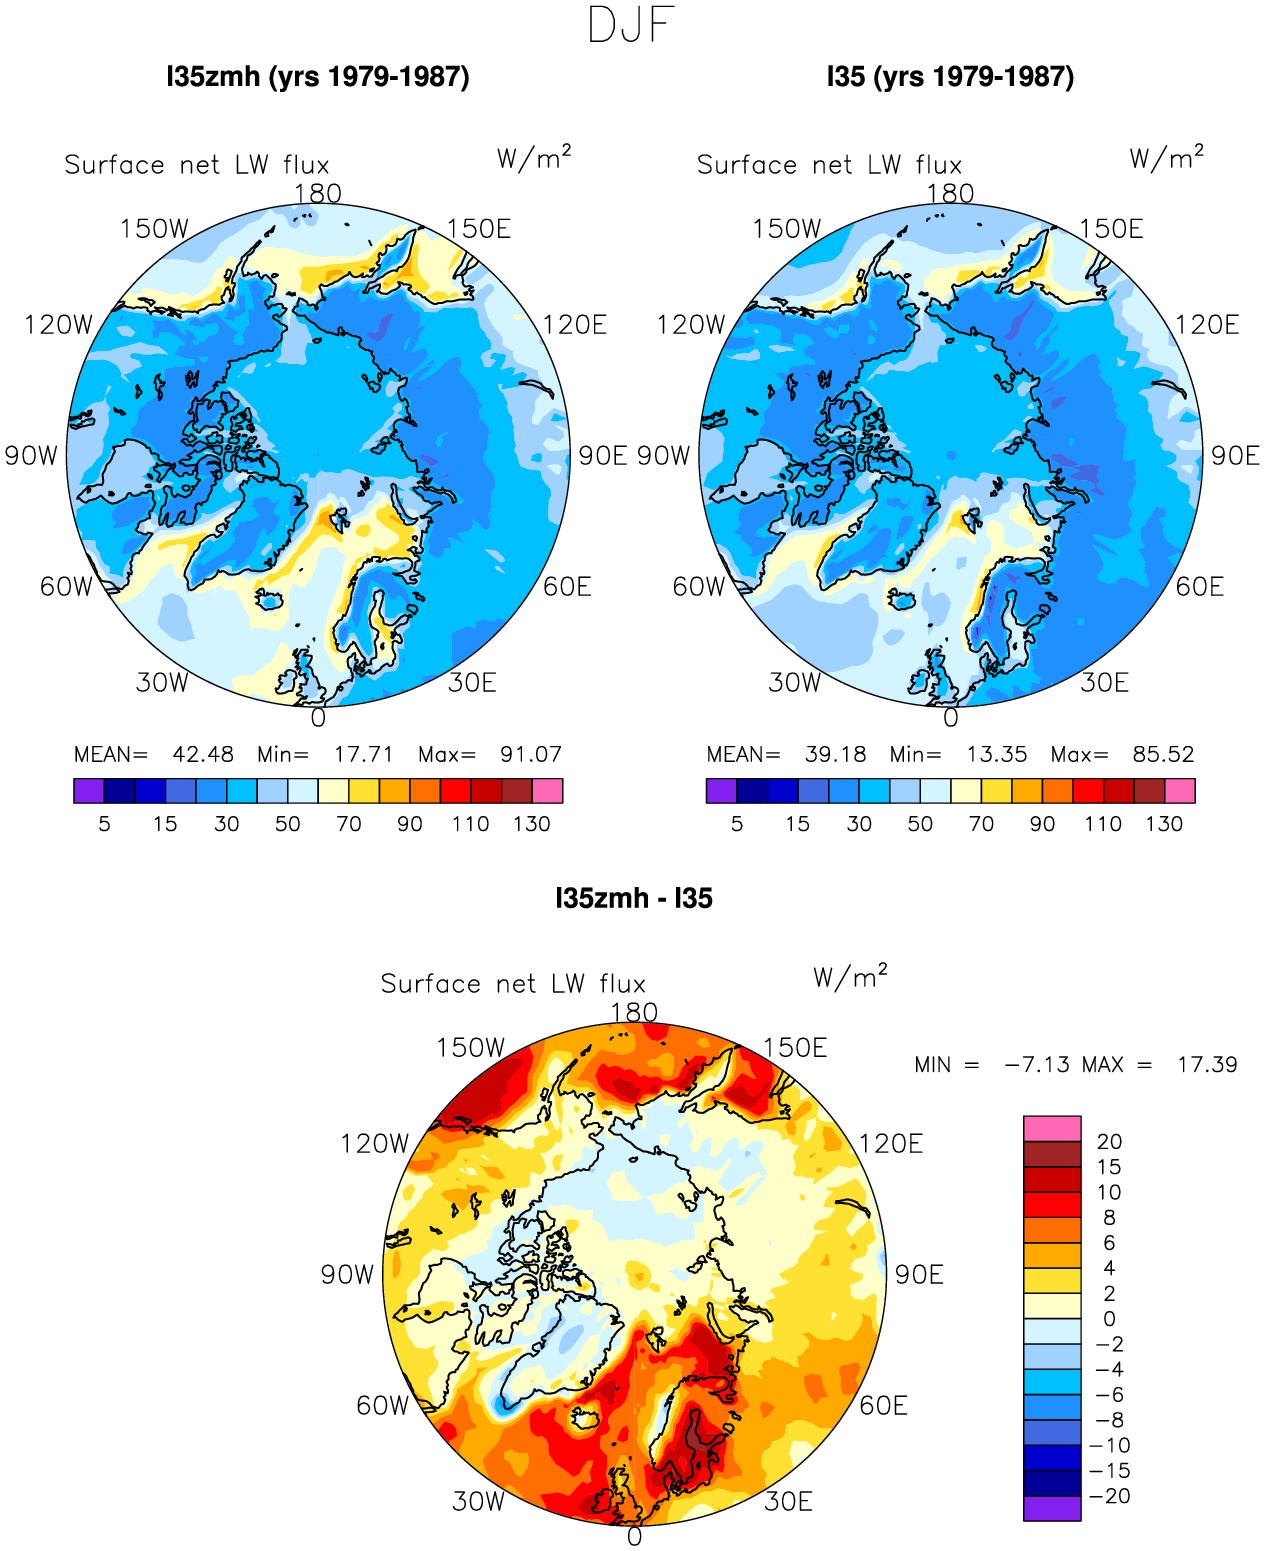 DJF
I35zmh (yrs 1979-1987)
I35 (yrs 1979-1987)
Surface net LW flux W/m²
Surface net LW flux W/m²
180
180
150W 150E
150W 150E
120W 120E
120W 120E
90W 90E
90W 90E
60W 60E
60W 60E
30W 30E
30W 30E
0
0
MEAN= 42.48 Min= 17.71 Max= 91.07
MEAN= 39.18 Min= 13.35 Max= 85.52
5 15 30 50 70 90 110 130
5 15 30 50 70 90 110 130
I35zmh - I35
Surface net LW flux W/m²
180
150W 150E
MIN = −7.13 MAX = 17.39
120W 120E
90W 90E
60W 60E
30W 30E
0
20
15
10
8
6
4
2
0
−2
−4
−6
−8
−10
−15
−20